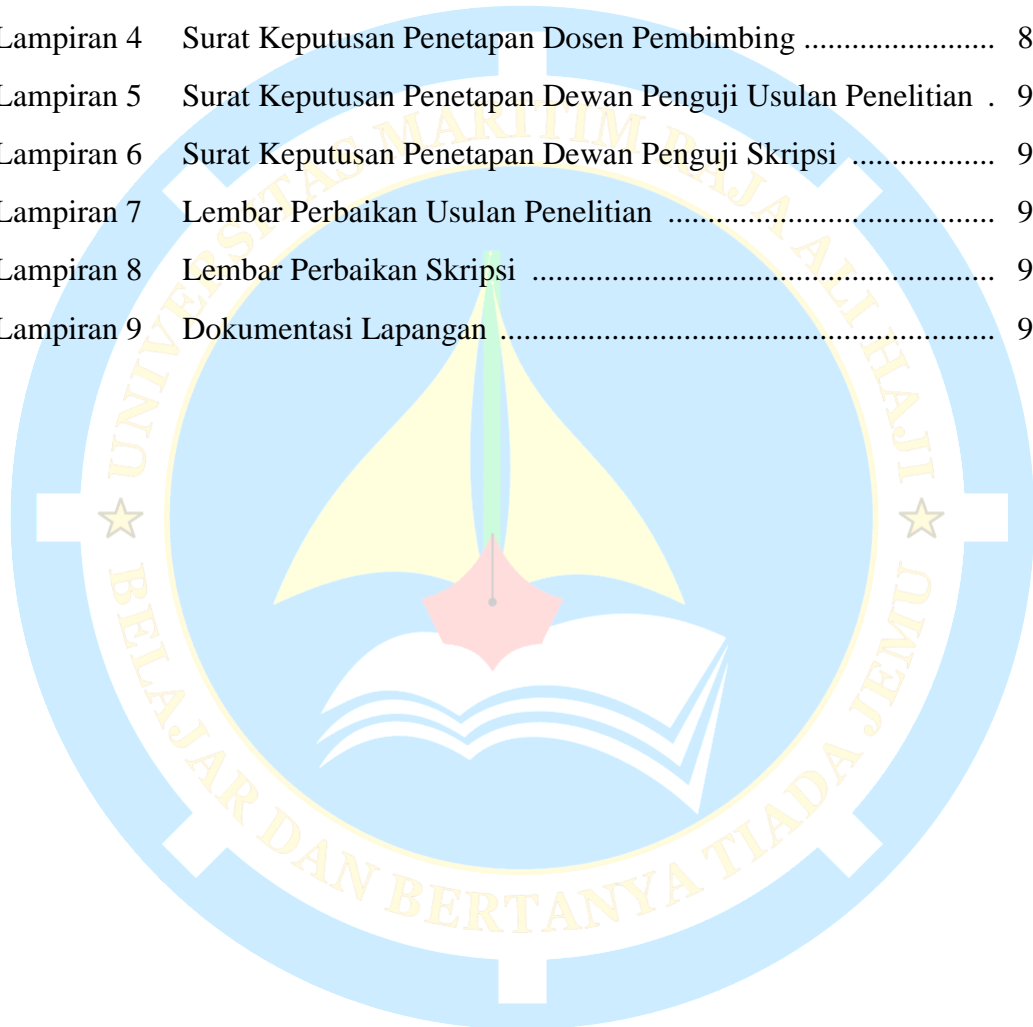 Lampiran 4 Surat Keputusan Penetapan Dosen Pembimbing ....................... 8
Lampiran 5 Surat Keputusan Penetapan Dewan Penguji Usulan Penetitian . 9
Lampiran 6 Surat Keputusan Penetapan Dewan Penguji Skripsi ................. 9
Lampiran 7 Lembar Perbaikan Usulan Penelitian ....................................... 9
Lampiran 8 Lembar Perbaikan Skripsi ........................................................ 9
Lampiran 9 Dokumentasi Lapangan ............................................................ 9
UNIVERSITAS MARITIM RAJA ALI HAJI
BELAJAR DAN BERTANYA TIADA JEMU